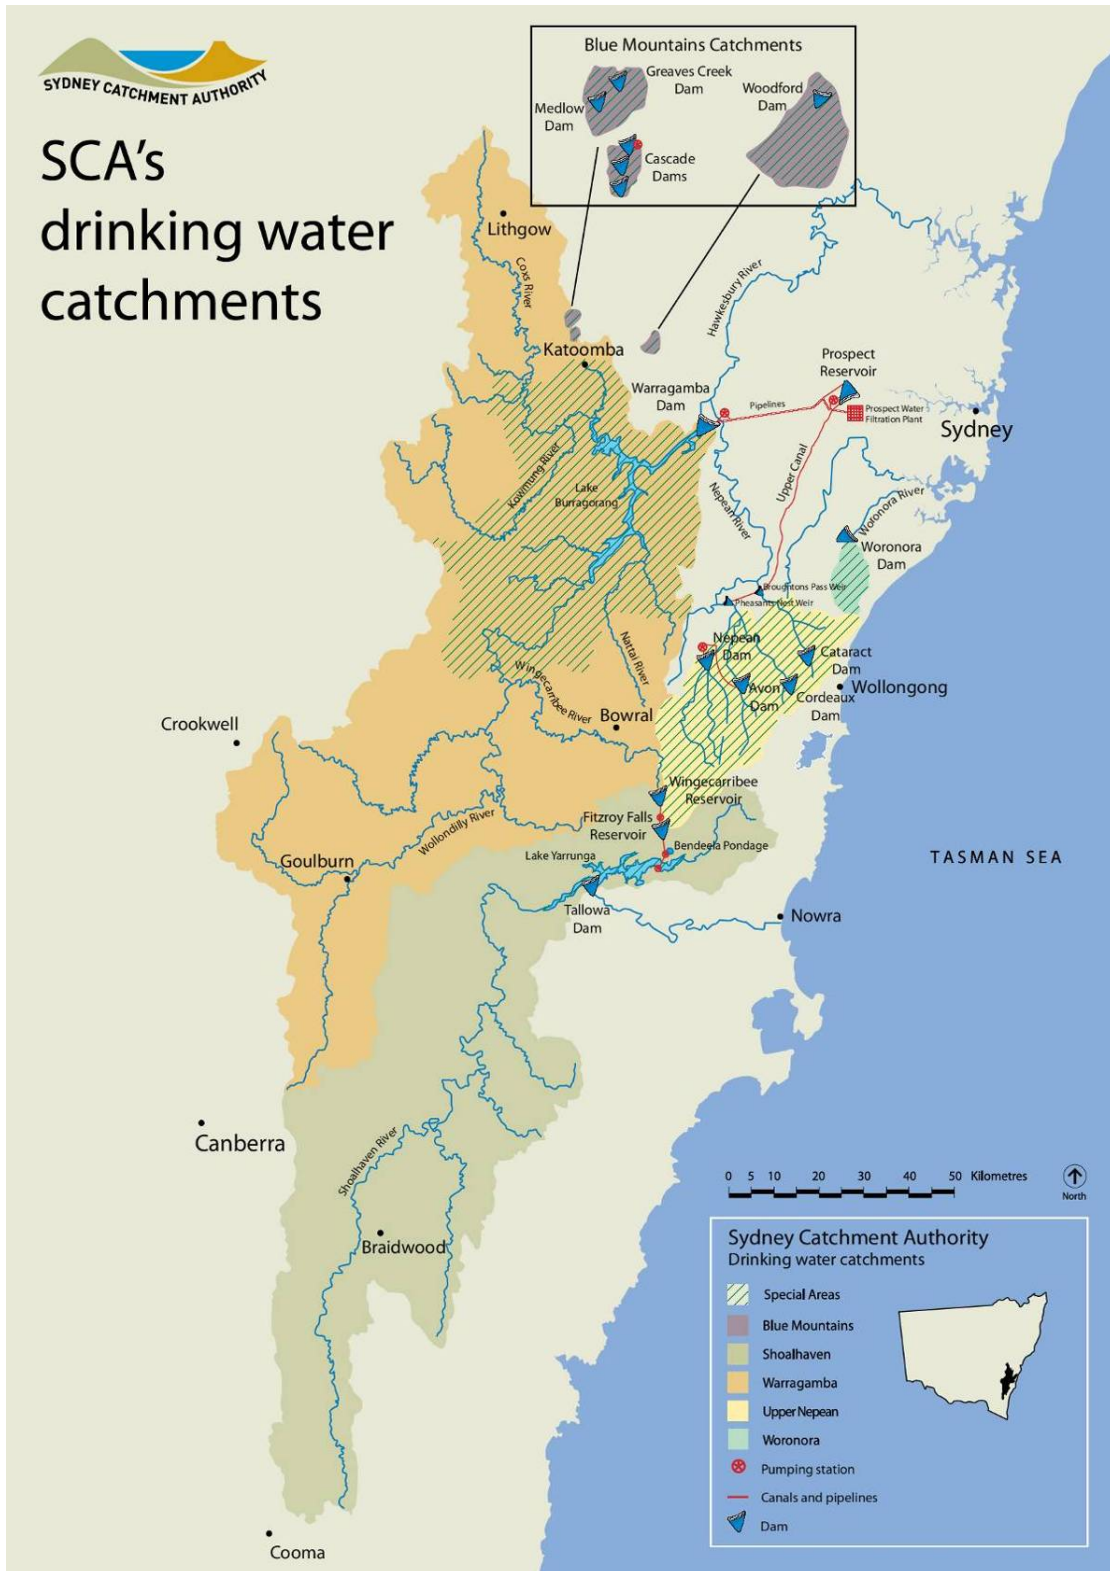 SYDNEY CATCHMENT AUTHORITY
SCA's
drinking water
catchments
Blue Mountains Catchments
Greaves Creek
Dam
Medlow
Dam
Woodford
Dam
Cascade
Dams
Lithgow
Coxs River
Hawkesbury River
Katoomba
Prospect
Reservoir
Warragamba
Dam
Pipelines
Prospect Water
Filtration Plant
Sydney
Upper Canal
Kowmung River
Lake
Burragorang
Nepean River
Woronora River
Woronora
Dam
Broughtons Pass Weir
Pheasants Nest Weir
Nepean
Dam
Cataract
Dam
Nattai River
Wingecarribee River
Avon
Dam
Cordeaux
Dam
Wollongong
Bowral
Crookwell
Wingecarribee
Reservoir
Fitzroy Falls
Reservoir
Wollondilly River
Bendeela Pondage
Goulburn
Lake Yarrunga
TASMAN SEA
Tallowa
Dam
Nowra
Canberra
Shoalhaven River
Braidwood
Cooma
0 5 10 20 30 40 50 Kilometres
North
Sydney Catchment Authority
Drinking water catchments
Special Areas
Blue Mountains
Shoalhaven
Warragamba
Upper Nepean
Woronora
Pumping station
Canals and pipelines
Dam